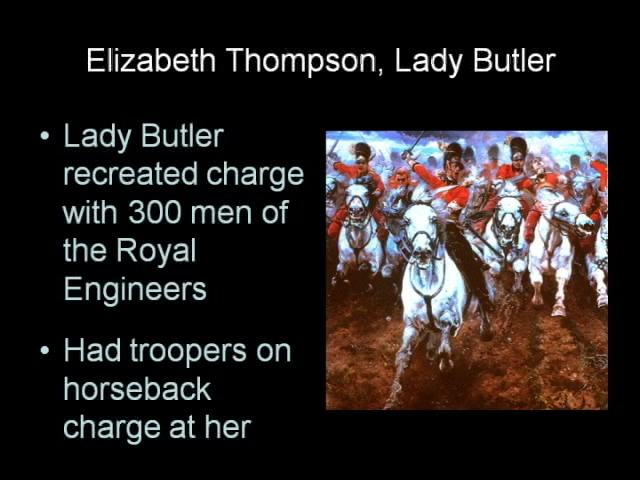 Elizabeth Thompson, Lady Butler
• Lady Butler
recreated charge
with 300 men of
the Royal
Engineers
• Had troopers on
horseback
charge at her